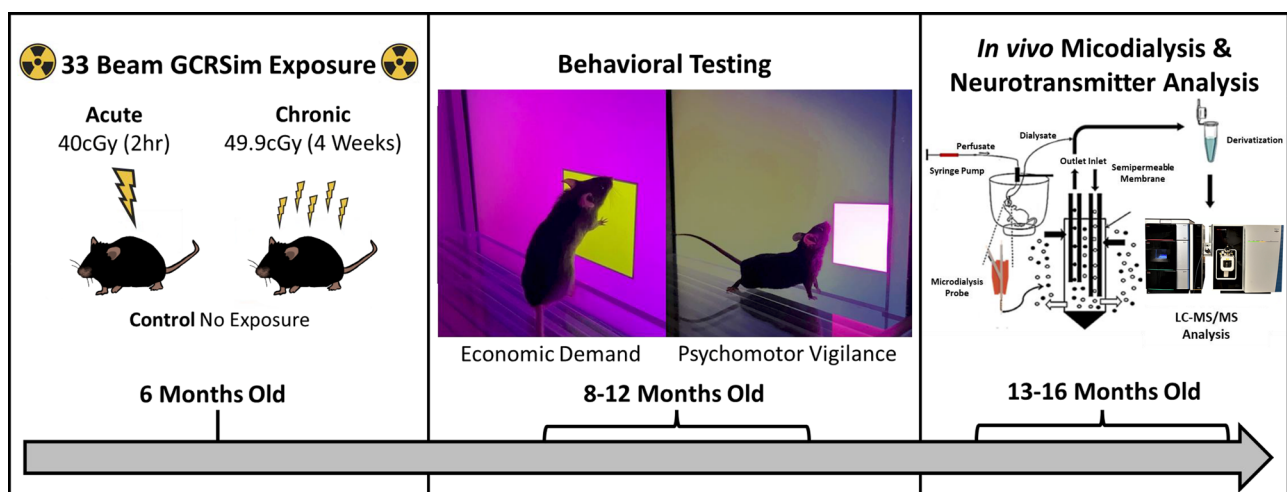 33 Beam GCRSim Exposure
Acute
40cGy (2hr)
Chronic
49.9cGy (4 Weeks)
Control No Exposure
6 Months Old
Behavioral Testing
Economic Demand
Psychomotor Vigilance
8-12 Months Old
In vivo Micodialysis &
Neurotransmitter Analysis
Dialysate
Perfusate
Syringe Pump
Outlet Inlet
Semipermeable
Membrane
Derivatization
Microdialysis
Probe
LC-MS/MS
Analysis
13-16 Months Old